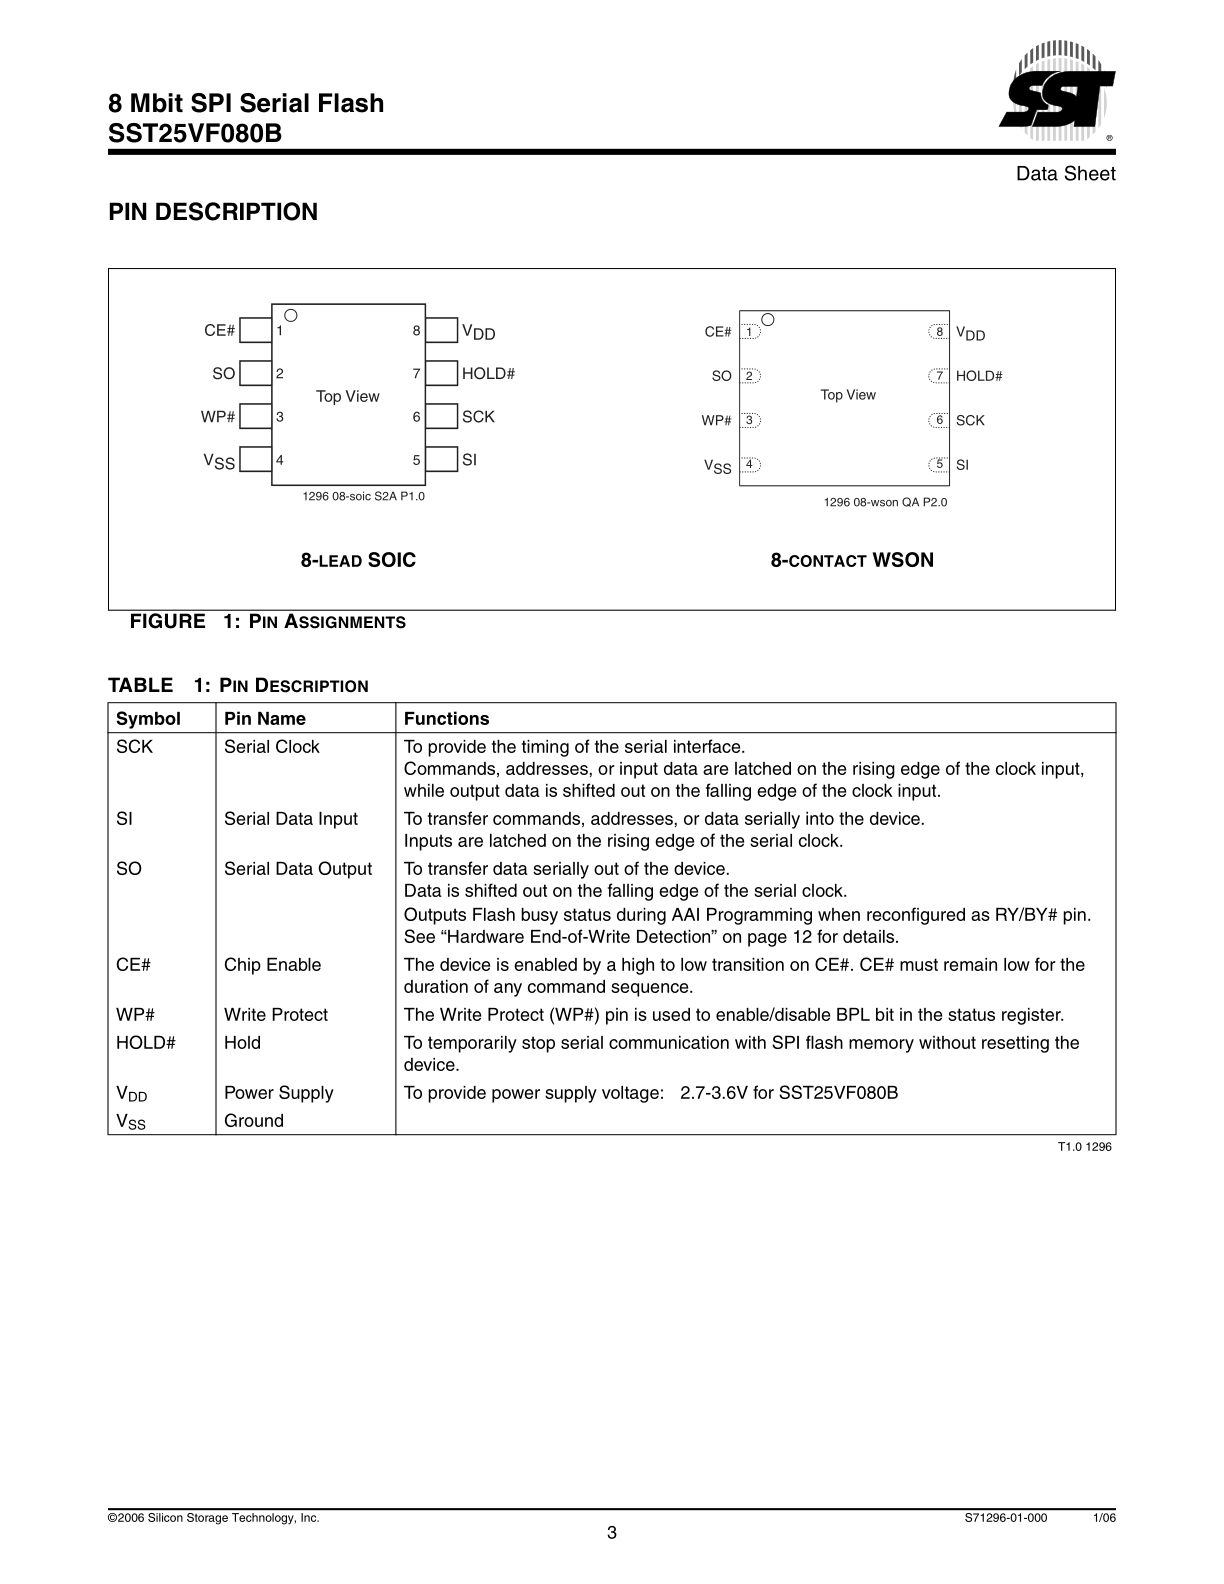 8 Mbit SPI Serial Flash
SST25VF080B
SST
®
Data Sheet
PIN DESCRIPTION
CE# 1 8 VDD
SO 2 7 HOLD#
Top View
WP# 3 6 SCK
VSS 4 5 SI
1296 08-soic S2A P1.0
8-LEAD SOIC
CE# 1 8 VDD
SO 2 7 HOLD#
Top View
WP# 3 6 SCK
VSS 4 5 SI
1296 08-wson QA P2.0
8-CONTACT WSON
FIGURE 1: PIN ASSIGNMENTS
TABLE 1: PIN DESCRIPTION
Symbol Pin Name Functions
SCK Serial Clock To provide the timing of the serial interface.
Commands, addresses, or input data are latched on the rising edge of the clock input,
while output data is shifted out on the falling edge of the clock input.
SI Serial Data Input To transfer commands, addresses, or data serially into the device.
Inputs are latched on the rising edge of the serial clock.
SO Serial Data Output To transfer data serially out of the device.
Data is shifted out on the falling edge of the serial clock.
Outputs Flash busy status during AAI Programming when reconfigured as RY/BY# pin.
See “Hardware End-of-Write Detection” on page 12 for details.
CE# Chip Enable The device is enabled by a high to low transition on CE#. CE# must remain low for the
duration of any command sequence.
WP# Write Protect The Write Protect (WP#) pin is used to enable/disable BPL bit in the status register.
HOLD# Hold To temporarily stop serial communication with SPI flash memory without resetting the
device.
VDD Power Supply To provide power supply voltage: 2.7-3.6V for SST25VF080B
VSS Ground
T1.0 1296
©2006 Silicon Storage Technology, Inc. S71296-01-000 1/06
3